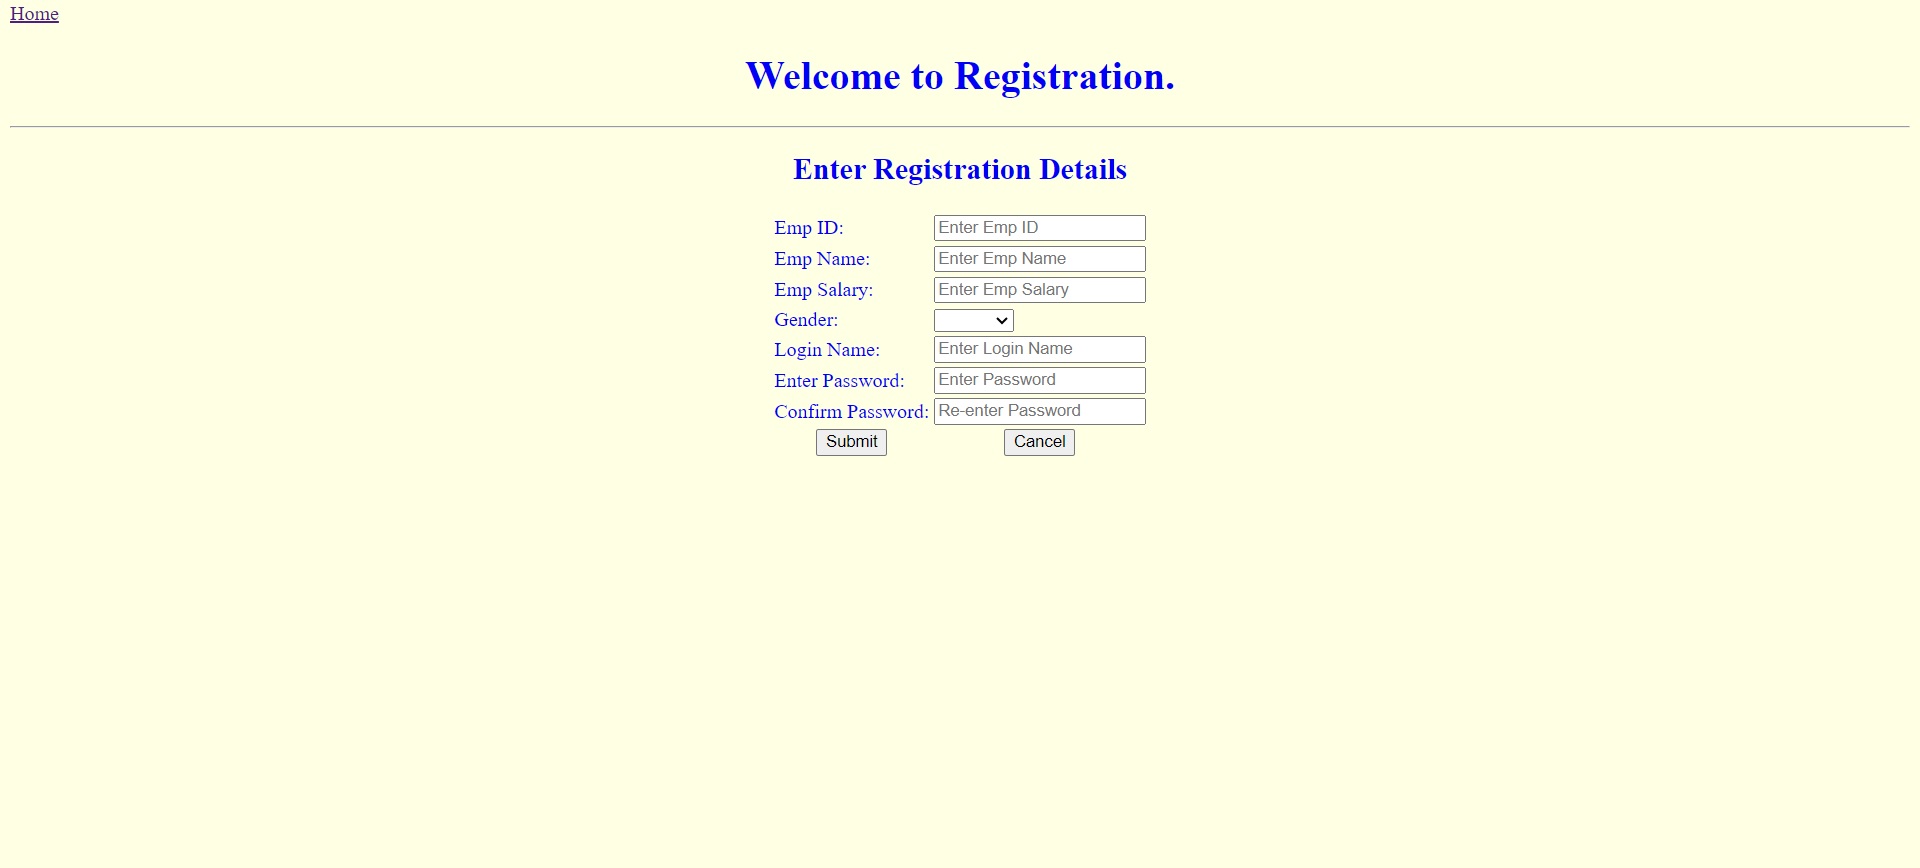 Home
Welcome to Registration.
Enter Registration Details
Emp ID: Enter Emp ID
Emp Name: Enter Emp Name
Emp Salary: Enter Emp Salary
Gender:
Login Name: Enter Login Name
Enter Password: Enter Password
Confirm Password: Re-enter Password
Submit Cancel